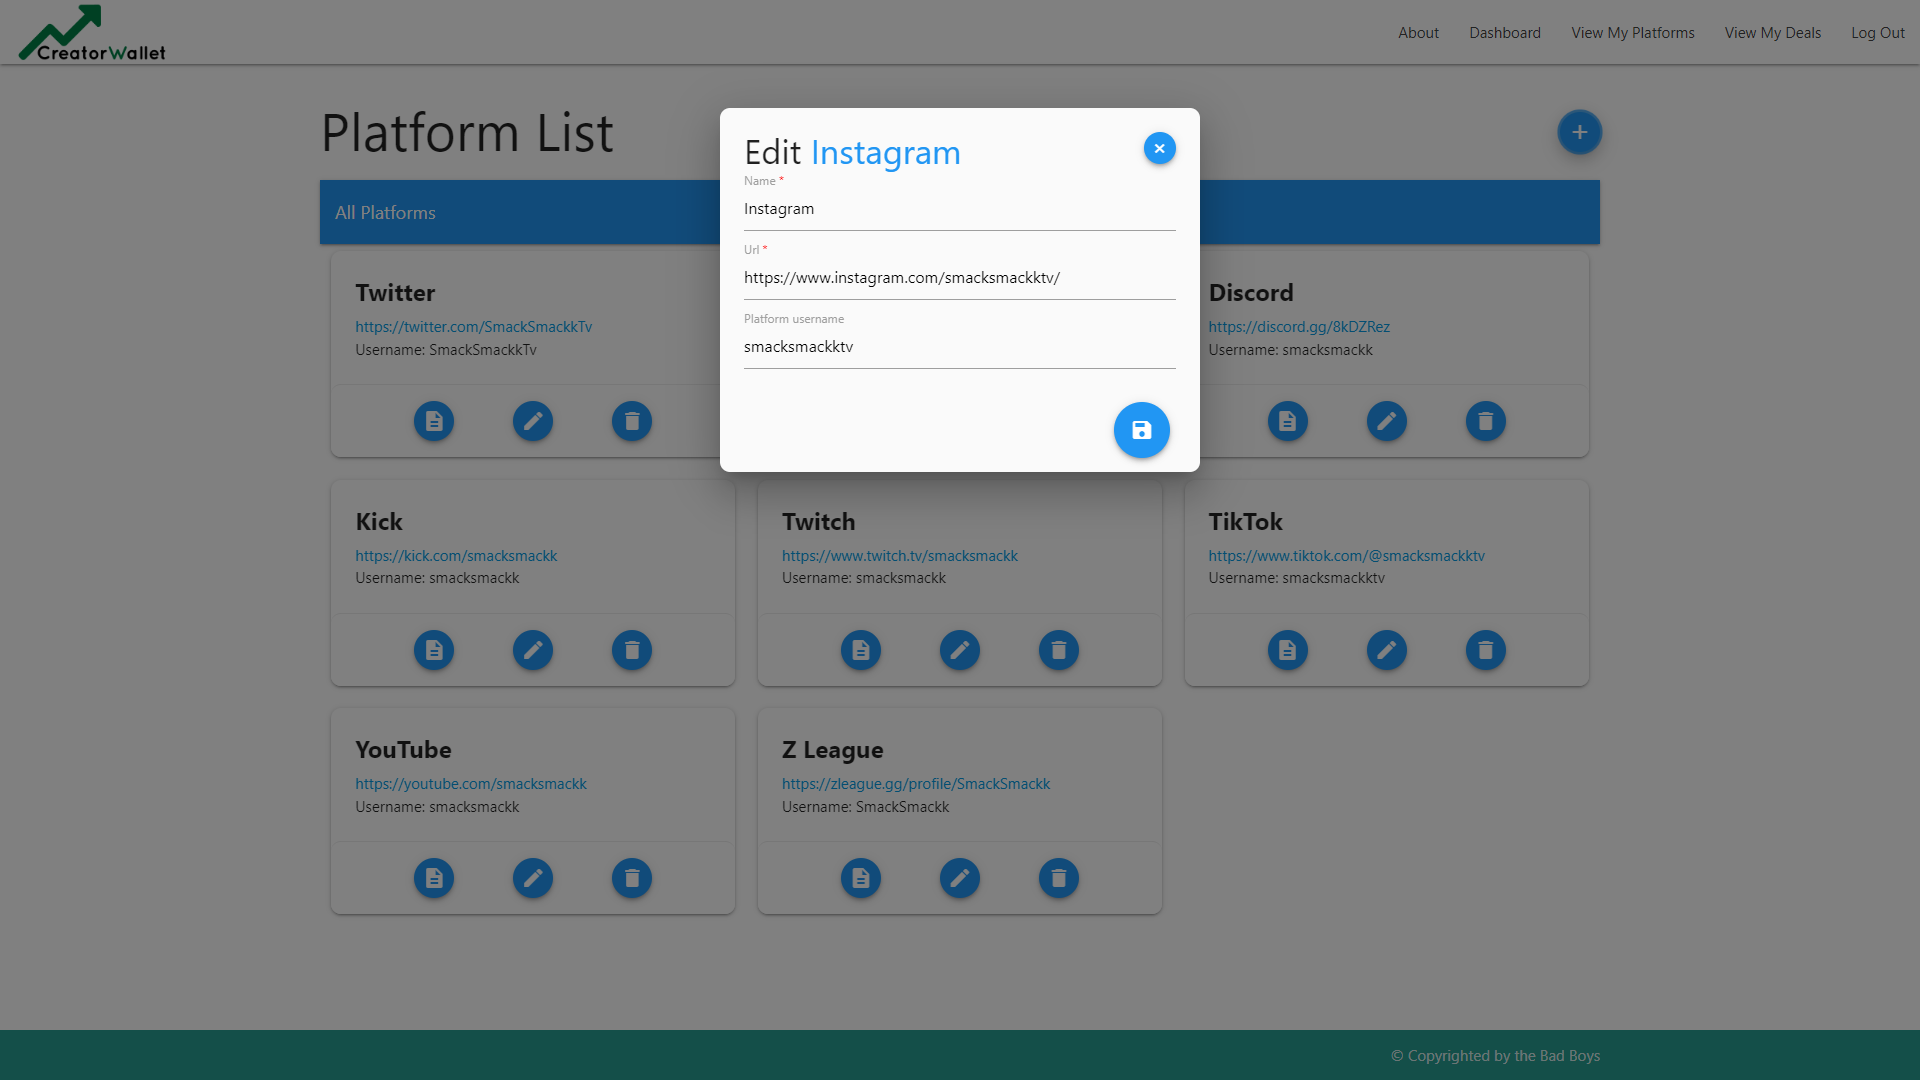 CreatorWallet
About
Dashboard
View My Platforms
View My Deals
Log Out
Platform List
All Platforms
Edit Instagram
Name *
Instagram
Url *
https://www.instagram.com/smacksmackktv/
Platform username
smacksmackktv
Twitter
https://twitter.com/SmackSmackkTv
Username: SmackSmackkTv
Discord
https://discord.gg/8kDZRez
Username: smacksmackk
Kick
https://kick.com/smacksmackk
Username: smacksmackk
Twitch
https://www.twitch.tv/smacksmackk
Username: smacksmackk
TikTok
https://www.tiktok.com/@smacksmackktv
Username: smacksmackktv
YouTube
https://youtube.com/smacksmackk
Username: smacksmackk
Z League
https://zleague.gg/profile/SmackSmackk
Username: SmackSmackk
© Copyrighted by the Bad Boys